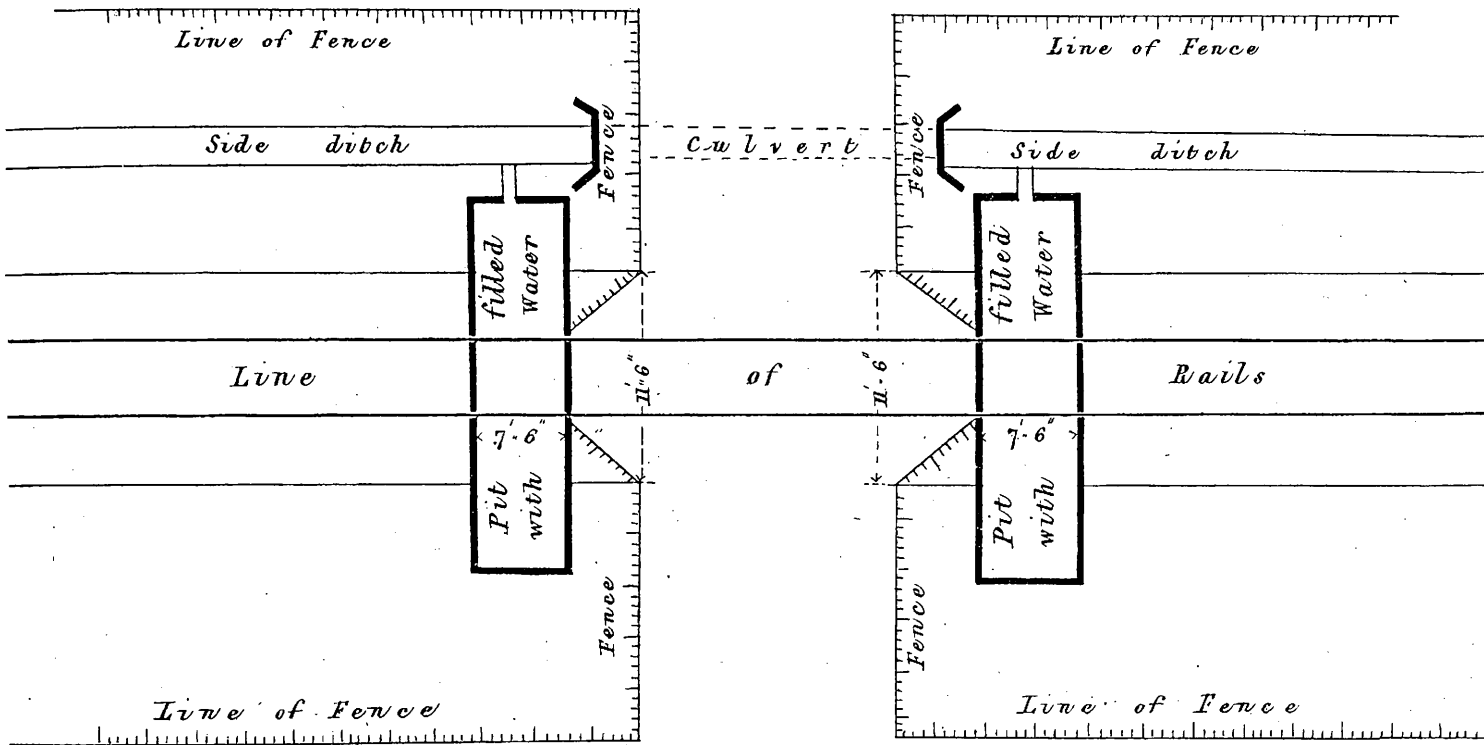 Line of Fence
Line of Fence
Fence
Fence
Side ditch
Culvert
Side ditch
filled
Water
filled
Water
Line of Rails
11'-6"
11'-6"
7'-6"
7'-6"
Pit
with
Pit
with
Fence
Fence
Line of Fence
Line of Fence